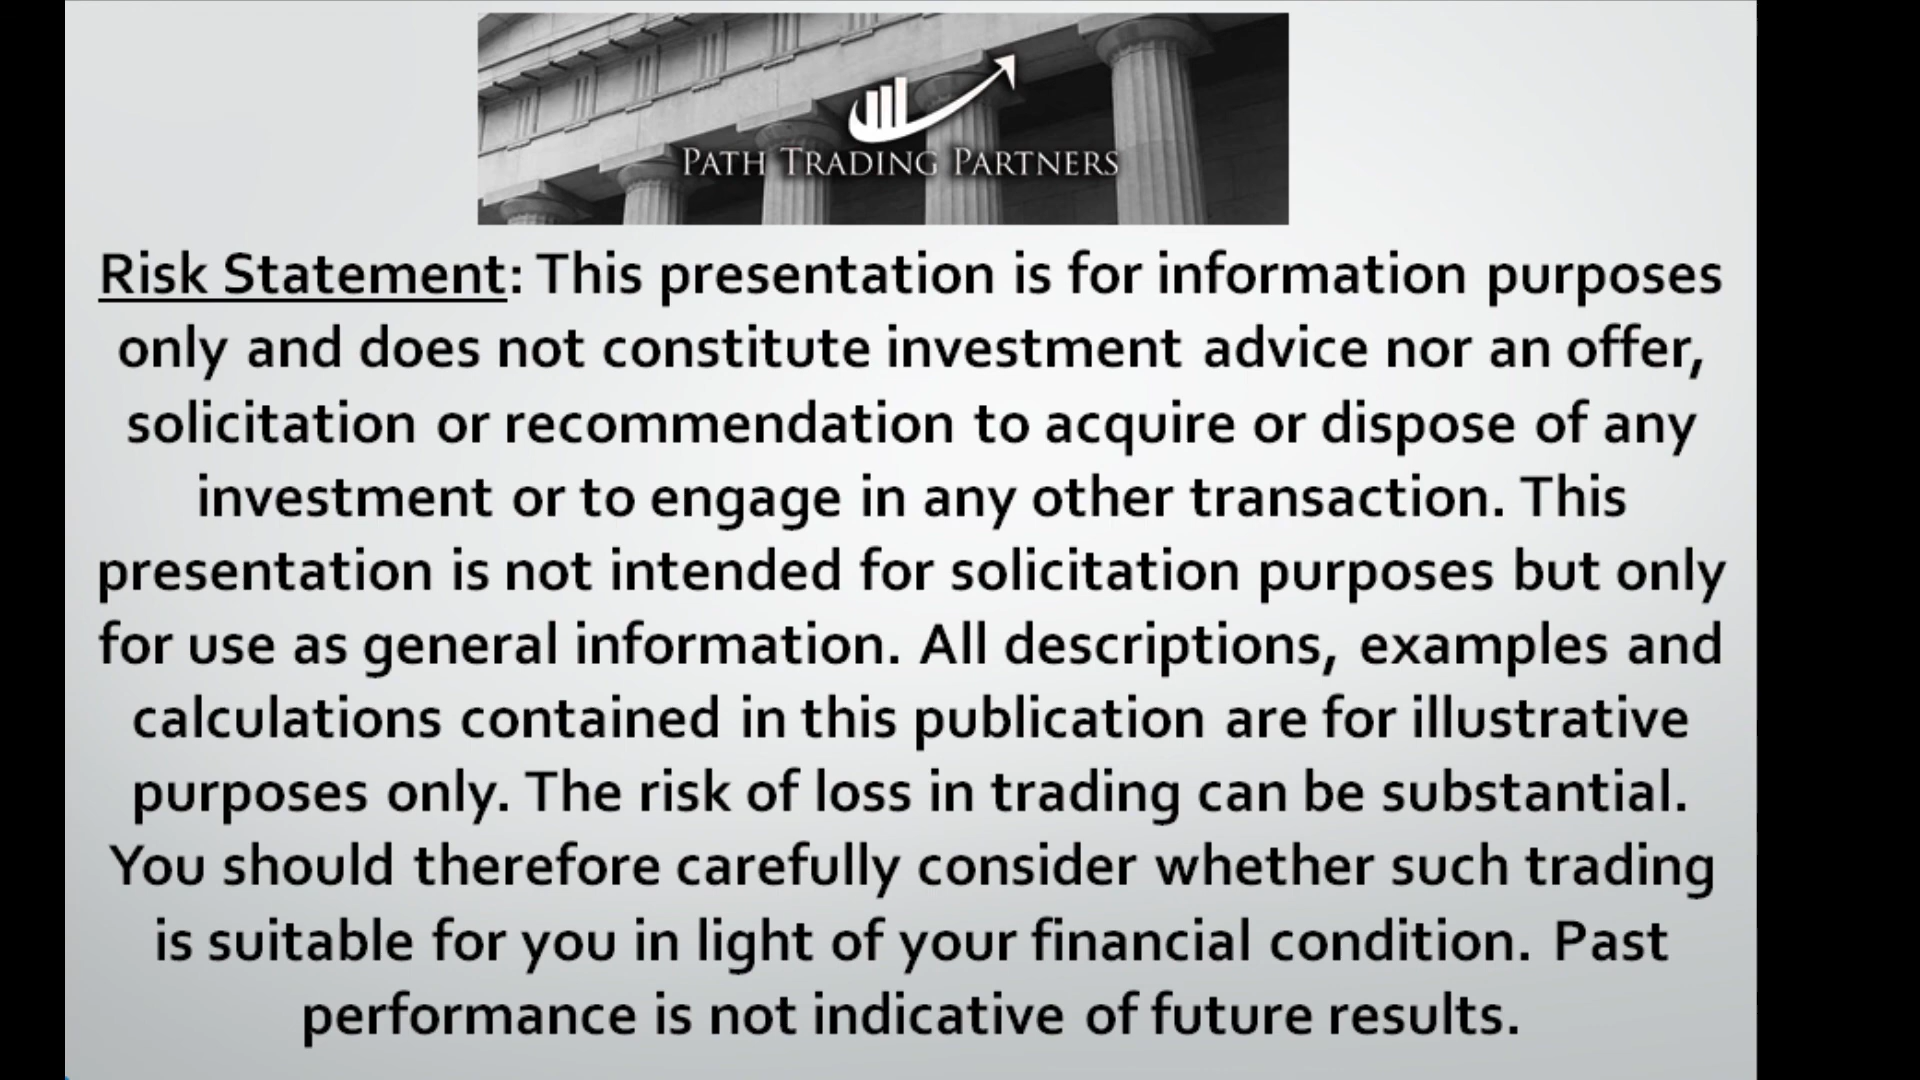 PATH TRADING PARTNERS
Risk Statement: This presentation is for information purposes
only and does not constitute investment advice nor an offer,
solicitation or recommendation to acquire or dispose of any
investment or to engage in any other transaction. This
presentation is not intended for solicitation purposes but only
for use as general information. All descriptions, examples and
calculations contained in this publication are for illustrative
purposes only. The risk of loss in trading can be substantial.
You should therefore carefully consider whether such trading
is suitable for you in light of your financial condition. Past
performance is not indicative of future results.